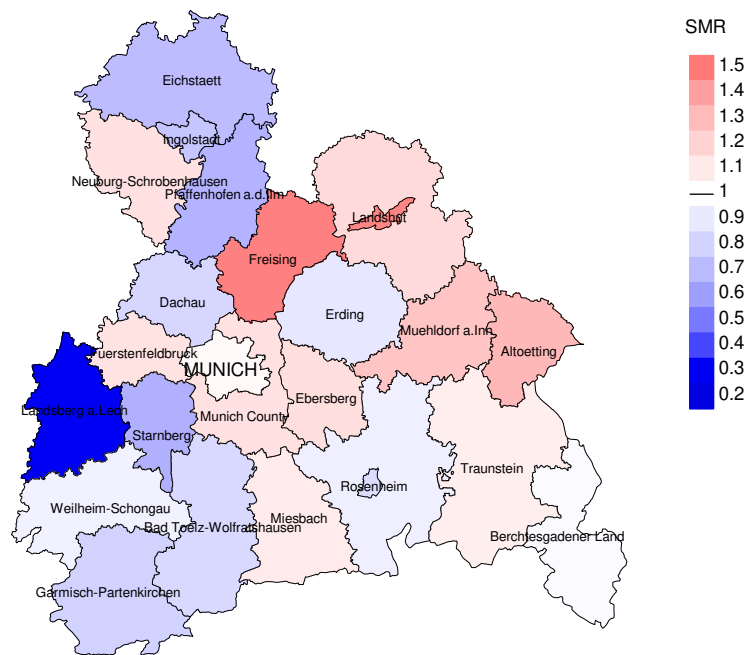 SMR
1.5
1.4
1.3
1.2
1.1
1
0.9
0.8
0.7
0.6
0.5
0.4
0.3
0.2
Eichstaett
Ingolstadt
Neuburg-Schrobenhausen
Pfaffenhofen a.d.Ilm
Landshut
Freising
Dachau
Erding
Muehldorf a.Inn
Altoetting
Fuerstenfeldbruck
MUNICH
Ebersberg
Landsberg a.Lech
Munich County
Starnberg
Traunstein
Rosenheim
Weilheim-Schongau
Miesbach
Bad Toelz-Wolfratshausen
Berchtesgadener Land
Garmisch-Partenkirchen